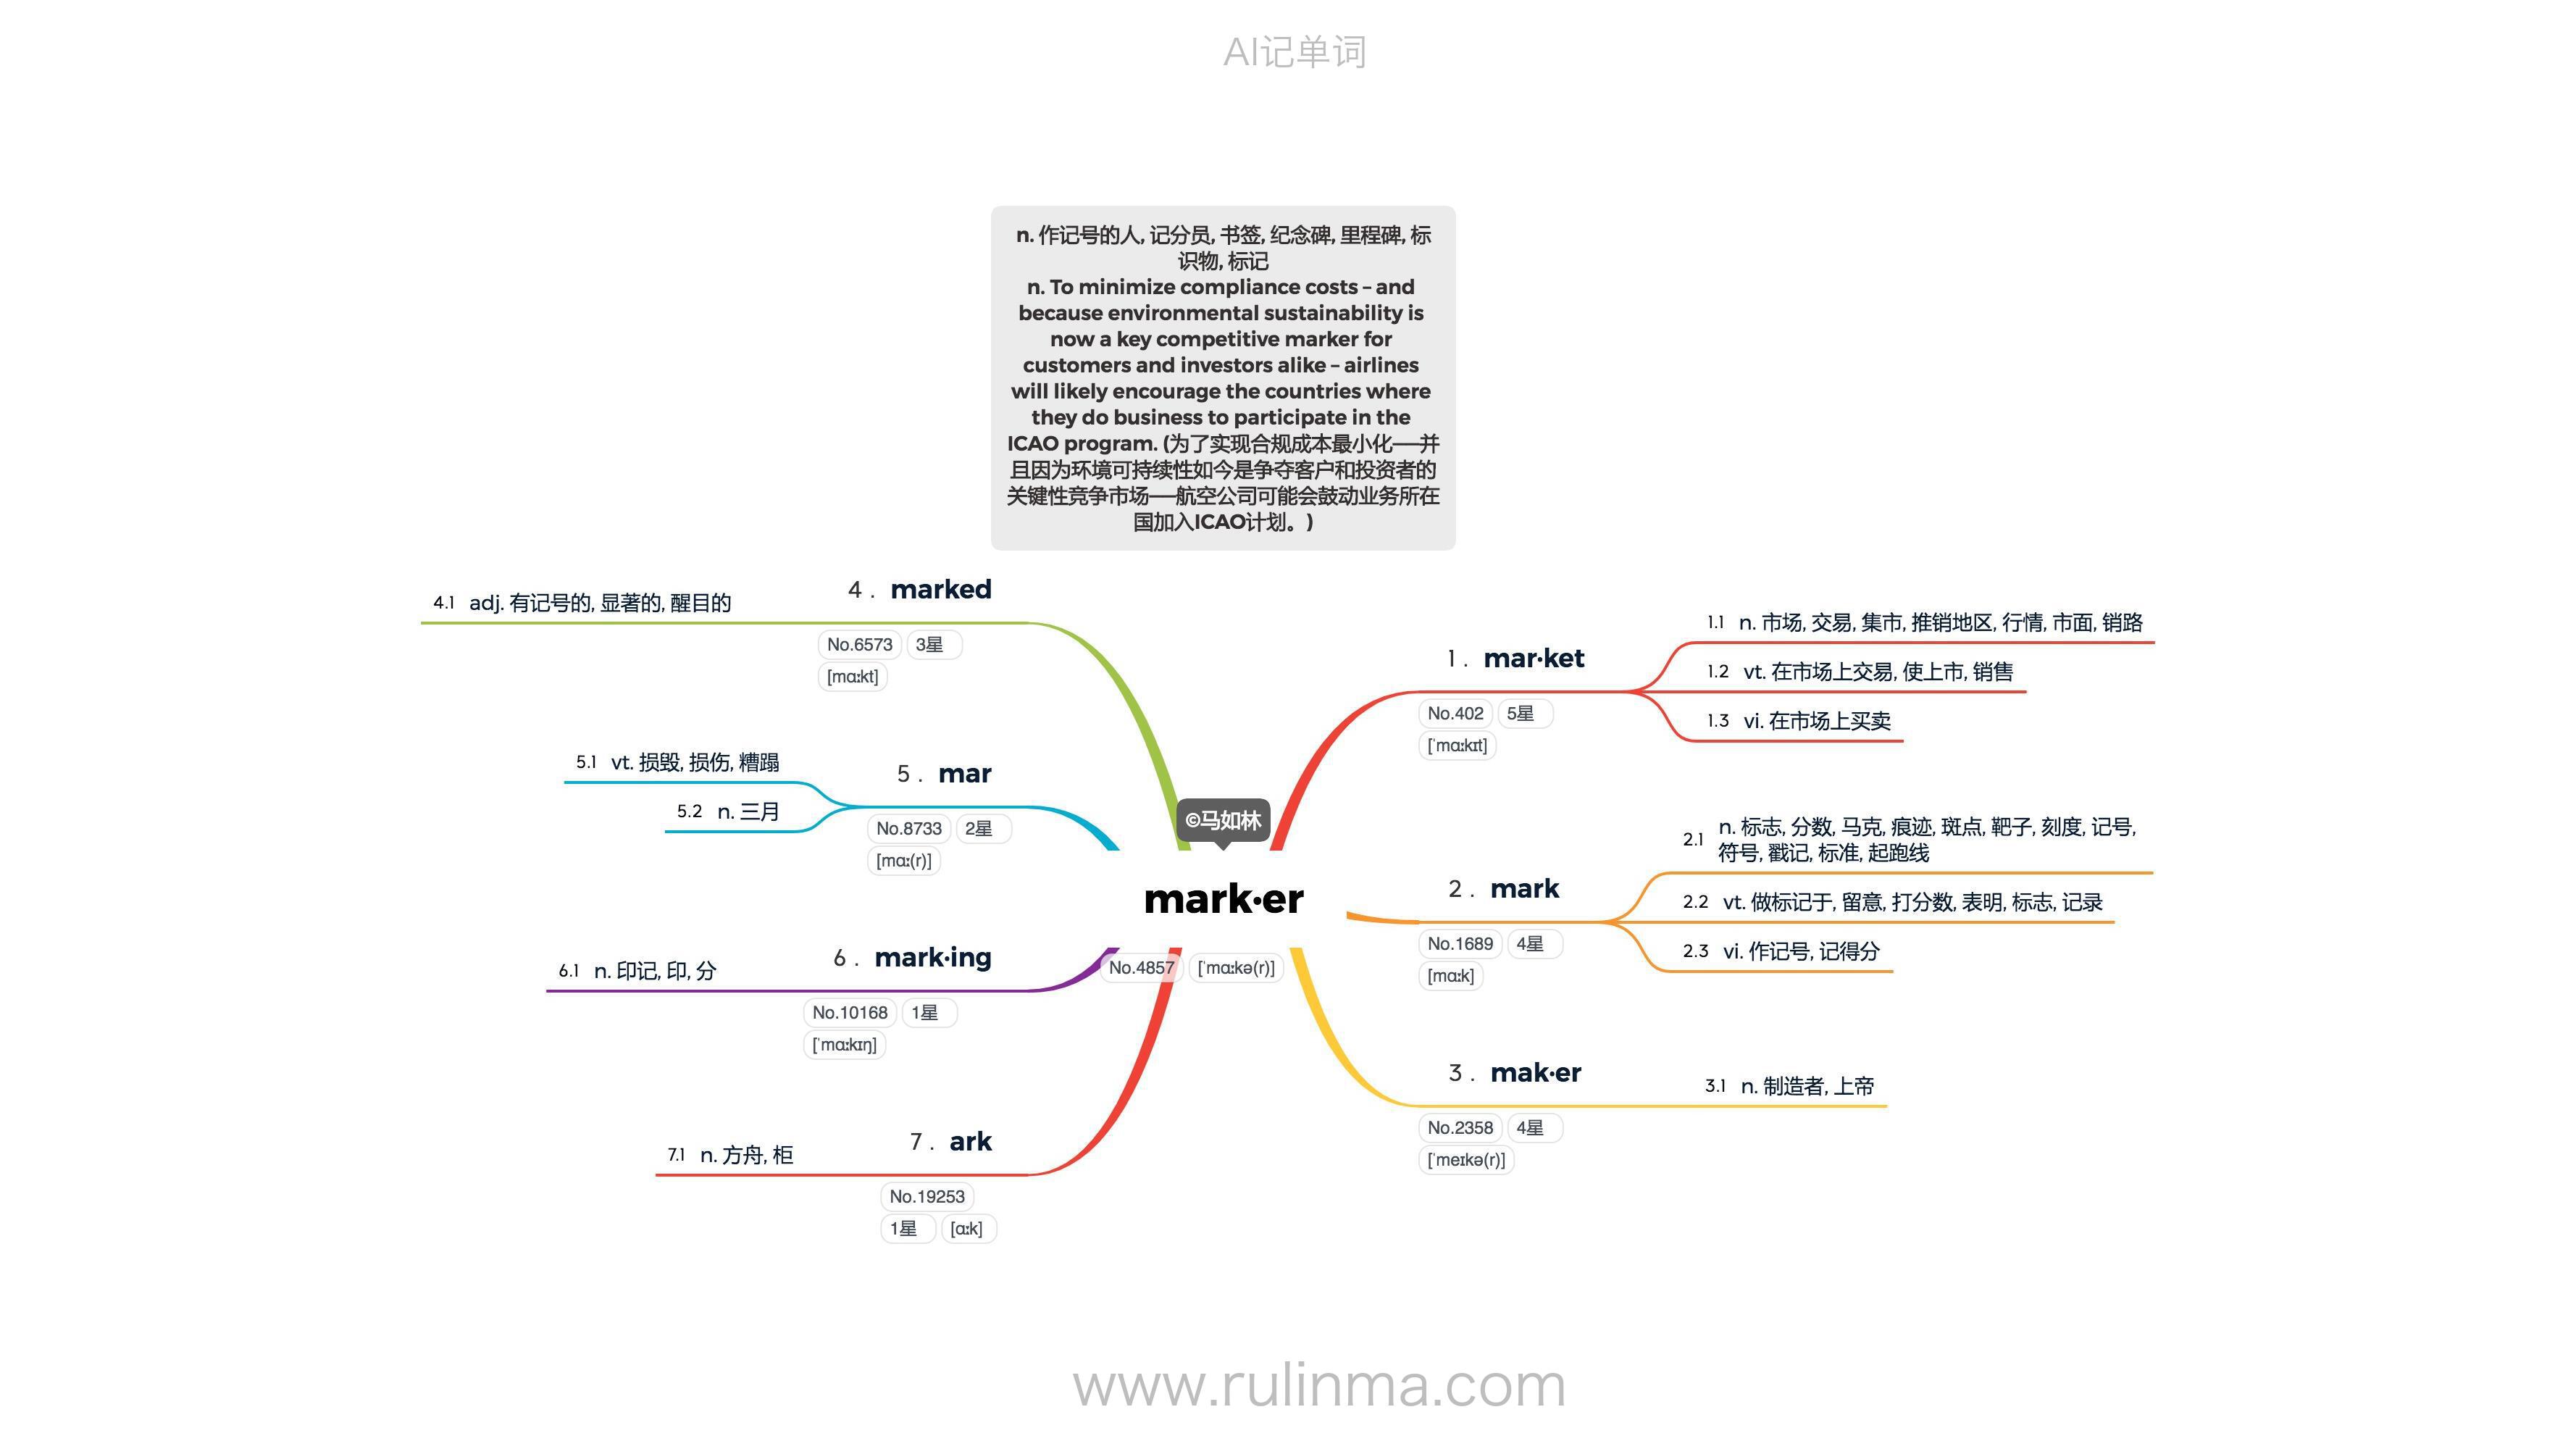 AI记单词
n. 作记号的人, 记分员, 书签, 纪念碑, 里程碑, 标
识物, 标记
n. To minimize compliance costs – and
because environmental sustainability is
now a key competitive marker for
customers and investors alike – airlines
will likely encourage the countries where
they do business to participate in the
ICAO program. (为了实现合规成本最小化──并
且因为环境可持续性如今是争夺客户和投资者的
关键性竞争市场──航空公司可能会鼓动业务所在
国加入ICAO计划。)
©马如林
mark·er
No.4857 [ˈmɑːkə(r)]
1 . mar·ket
No.402 5星
[ˈmɑːkɪt]
1.1 n. 市场, 交易, 集市, 推销地区, 行情, 市面, 销路
1.2 vt. 在市场上交易, 使上市, 销售
1.3 vi. 在市场上买卖
2 . mark
No.1689 4星
[mɑːk]
2.1 n. 标志, 分数, 马克, 痕迹, 斑点, 靶子, 刻度, 记号,
符号, 戳记, 标准, 起跑线
2.2 vt. 做标记于, 留意, 打分数, 表明, 标志, 记录
2.3 vi. 作记号, 记得分
3 . mak·er
No.2358 4星
[ˈmeɪkə(r)]
3.1 n. 制造者, 上帝
4 . marked
No.6573 3星
[mɑːkt]
4.1 adj. 有记号的, 显著的, 醒目的
5 . mar
No.8733 2星
[mɑː(r)]
5.1 vt. 损毁, 损伤, 糟蹋
5.2 n. 三月
6 . mark·ing
No.10168 1星
[ˈmɑːkɪŋ]
6.1 n. 印记, 印, 分
7 . ark
No.19253
1星 [ɑːk]
7.1 n. 方舟, 柜
www.rulinma.com